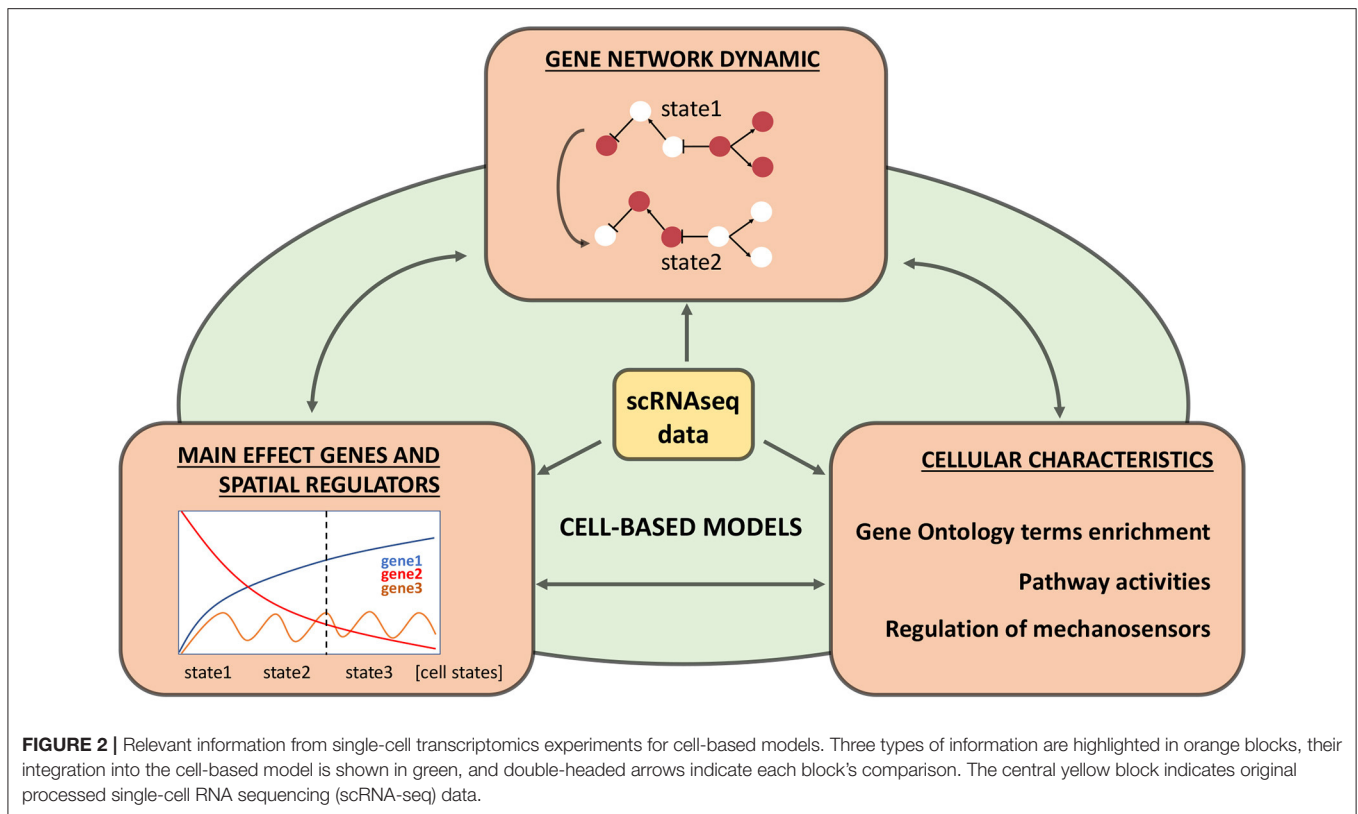 GENE NETWORK DYNAMIC
state1
state2
scRNAseq
data
MAIN EFFECT GENES AND
SPATIAL REGULATORS
gene1
gene2
gene3
state1 state2 state3 [cell states]
CELL-BASED MODELS
CELLULAR CHARACTERISTICS
Gene Ontology terms enrichment
Pathway activities
Regulation of mechanosensors
FIGURE 2 | Relevant information from single-cell transcriptomics experiments for cell-based models. Three types of information are highlighted in orange blocks, their
integration into the cell-based model is shown in green, and double-headed arrows indicate each block's comparison. The central yellow block indicates original
processed single-cell RNA sequencing (scRNA-seq) data.